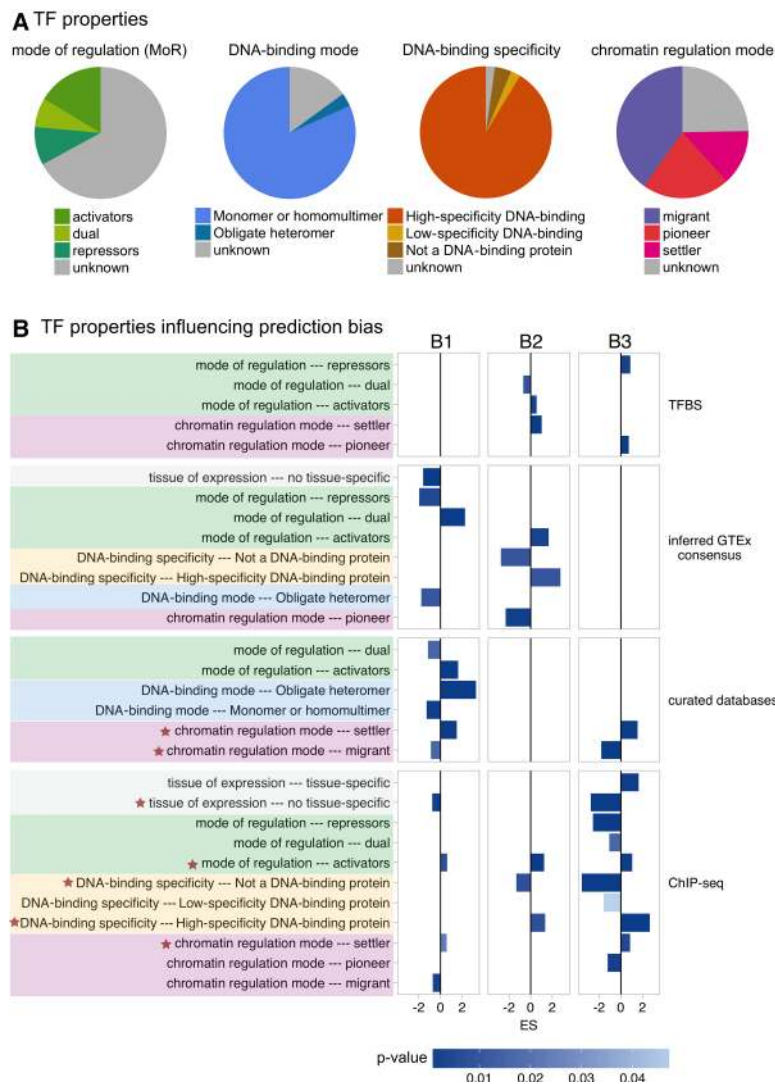 A TF properties
mode of regulation (MoR)
DNA-binding mode
DNA-binding specificity
chromatin regulation mode
activators
dual
repressors
unknown
Monomer or homomultimer
Obligate heteromer
unknown
High-specificity DNA-binding
Low-specificity DNA-binding
Not a DNA-binding protein
unknown
migrant
pioneer
settler
unknown
B TF properties influencing prediction bias
B1 B2 B3
mode of regulation --- repressors
mode of regulation --- dual
mode of regulation --- activators
chromatin regulation mode --- settler
chromatin regulation mode --- pioneer
TFBS
tissue of expression --- no tissue-specific
mode of regulation --- repressors
mode of regulation --- dual
mode of regulation --- activators
DNA-binding specificity --- Not a DNA-binding protein
DNA-binding specificity --- High-specificity DNA-binding protein
DNA-binding mode --- Obligate heteromer
chromatin regulation mode --- pioneer
inferred GTEx
consensus
mode of regulation --- dual
mode of regulation --- activators
DNA-binding mode --- Obligate heteromer
DNA-binding mode --- Monomer or homomultimer
chromatin regulation mode --- settler
chromatin regulation mode --- migrant
curated databases
tissue of expression --- tissue-specific
tissue of expression --- no tissue-specific
mode of regulation --- repressors
mode of regulation --- dual
mode of regulation --- activators
DNA-binding specificity --- Not a DNA-binding protein
DNA-binding specificity --- Low-specificity DNA-binding protein
DNA-binding specificity --- High-specificity DNA-binding protein
chromatin regulation mode --- settler
chromatin regulation mode --- pioneer
chromatin regulation mode --- migrant
ChIP-seq
-2 0 2 -2 0 2 -2 0 2
ES
p-value
0.01 0.02 0.03 0.04